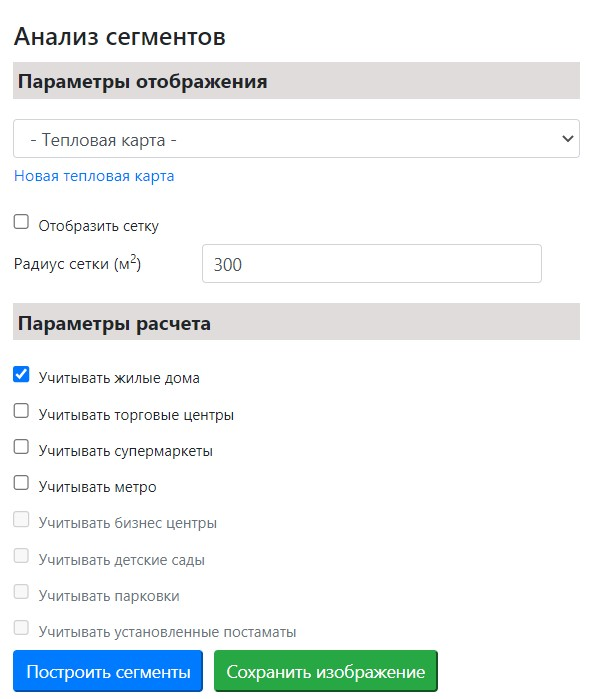 Анализ сегментов
Параметры отображения
- Тепловая карта -
Новая тепловая карта
Отобразить сетку
Радиус сетки (м²) 300
Параметры расчета
Учитывать жилые дома
Учитывать торговые центры
Учитывать супермаркеты
Учитывать метро
Учитывать бизнес центры
Учитывать детские сады
Учитывать парковки
Учитывать установленные постаматы
Построить сегменты Сохранить изображение